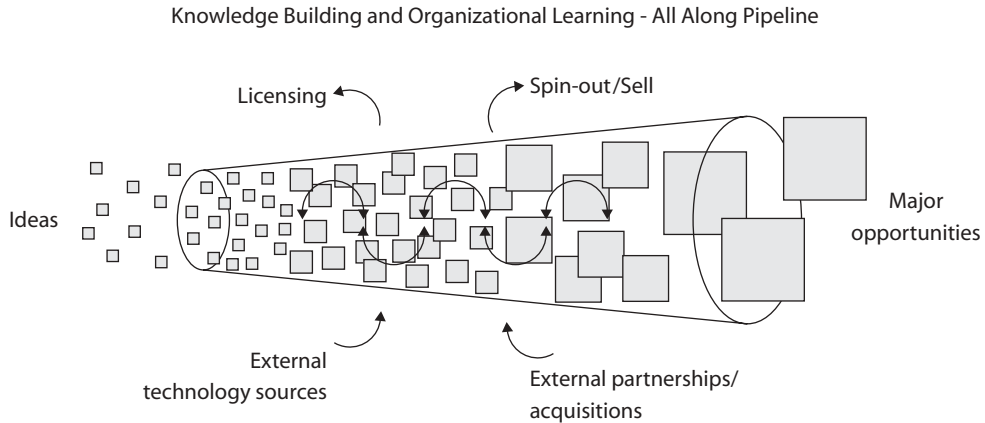 Knowledge Building and Organizational Learning - All Along Pipeline
Licensing
Spin-out/Sell
Ideas
Major
opportunities
External
technology sources
External partnerships/
acquisitions